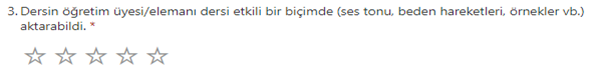 3. Dersin öğretim üyesi/elemanı dersi etkili bir biçimde (ses tonu, beden hareketleri, örnekler vb.)
aktarabildi. *